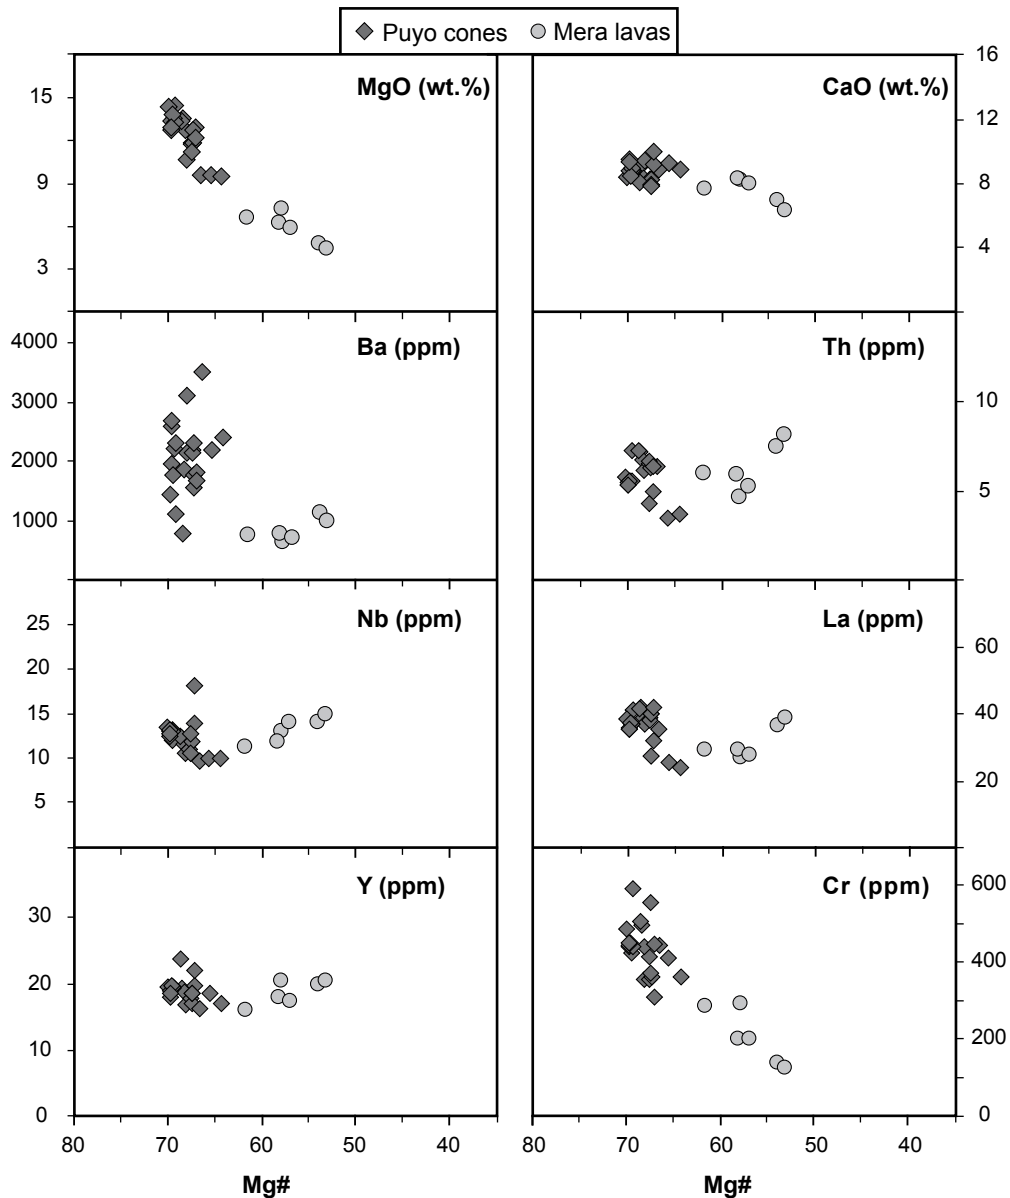 Puyo cones Mera lavas
MgO (wt.%)
15
9
3
CaO (wt.%)
16
12
8
4
Ba (ppm)
4000
3000
2000
1000
Th (ppm)
10
5
Nb (ppm)
25
20
15
10
5
La (ppm)
60
40
20
Y (ppm)
30
20
10
0
Cr (ppm)
600
400
200
0
80 70 60 50 40
80 70 60 50 40
Mg#
Mg#